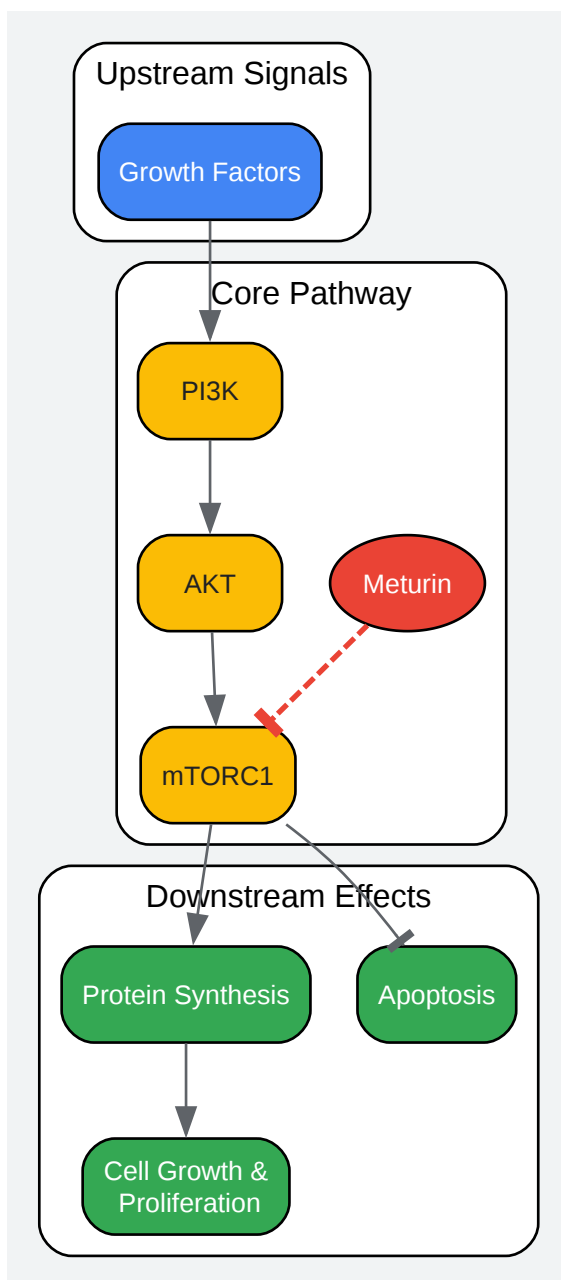 Upstream Signals
Growth Factors
Core Pathway
PI3K
AKT
Meturin
mTORC1
Downstream Effects
Protein Synthesis
Apoptosis
Cell Growth &
Proliferation